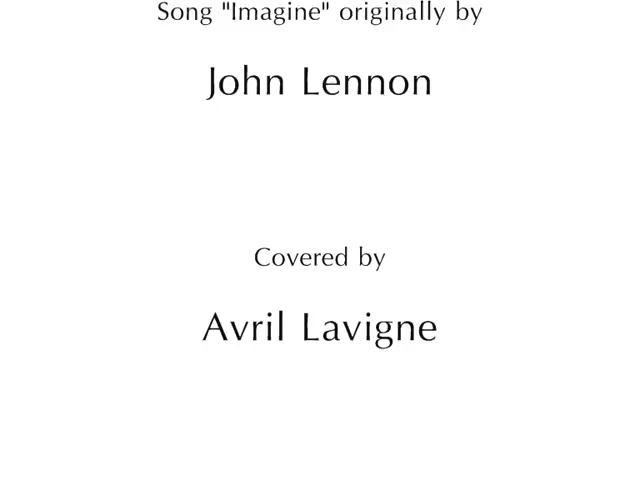 Song "Imagine" originally by
John Lennon
Covered by
Avril Lavigne